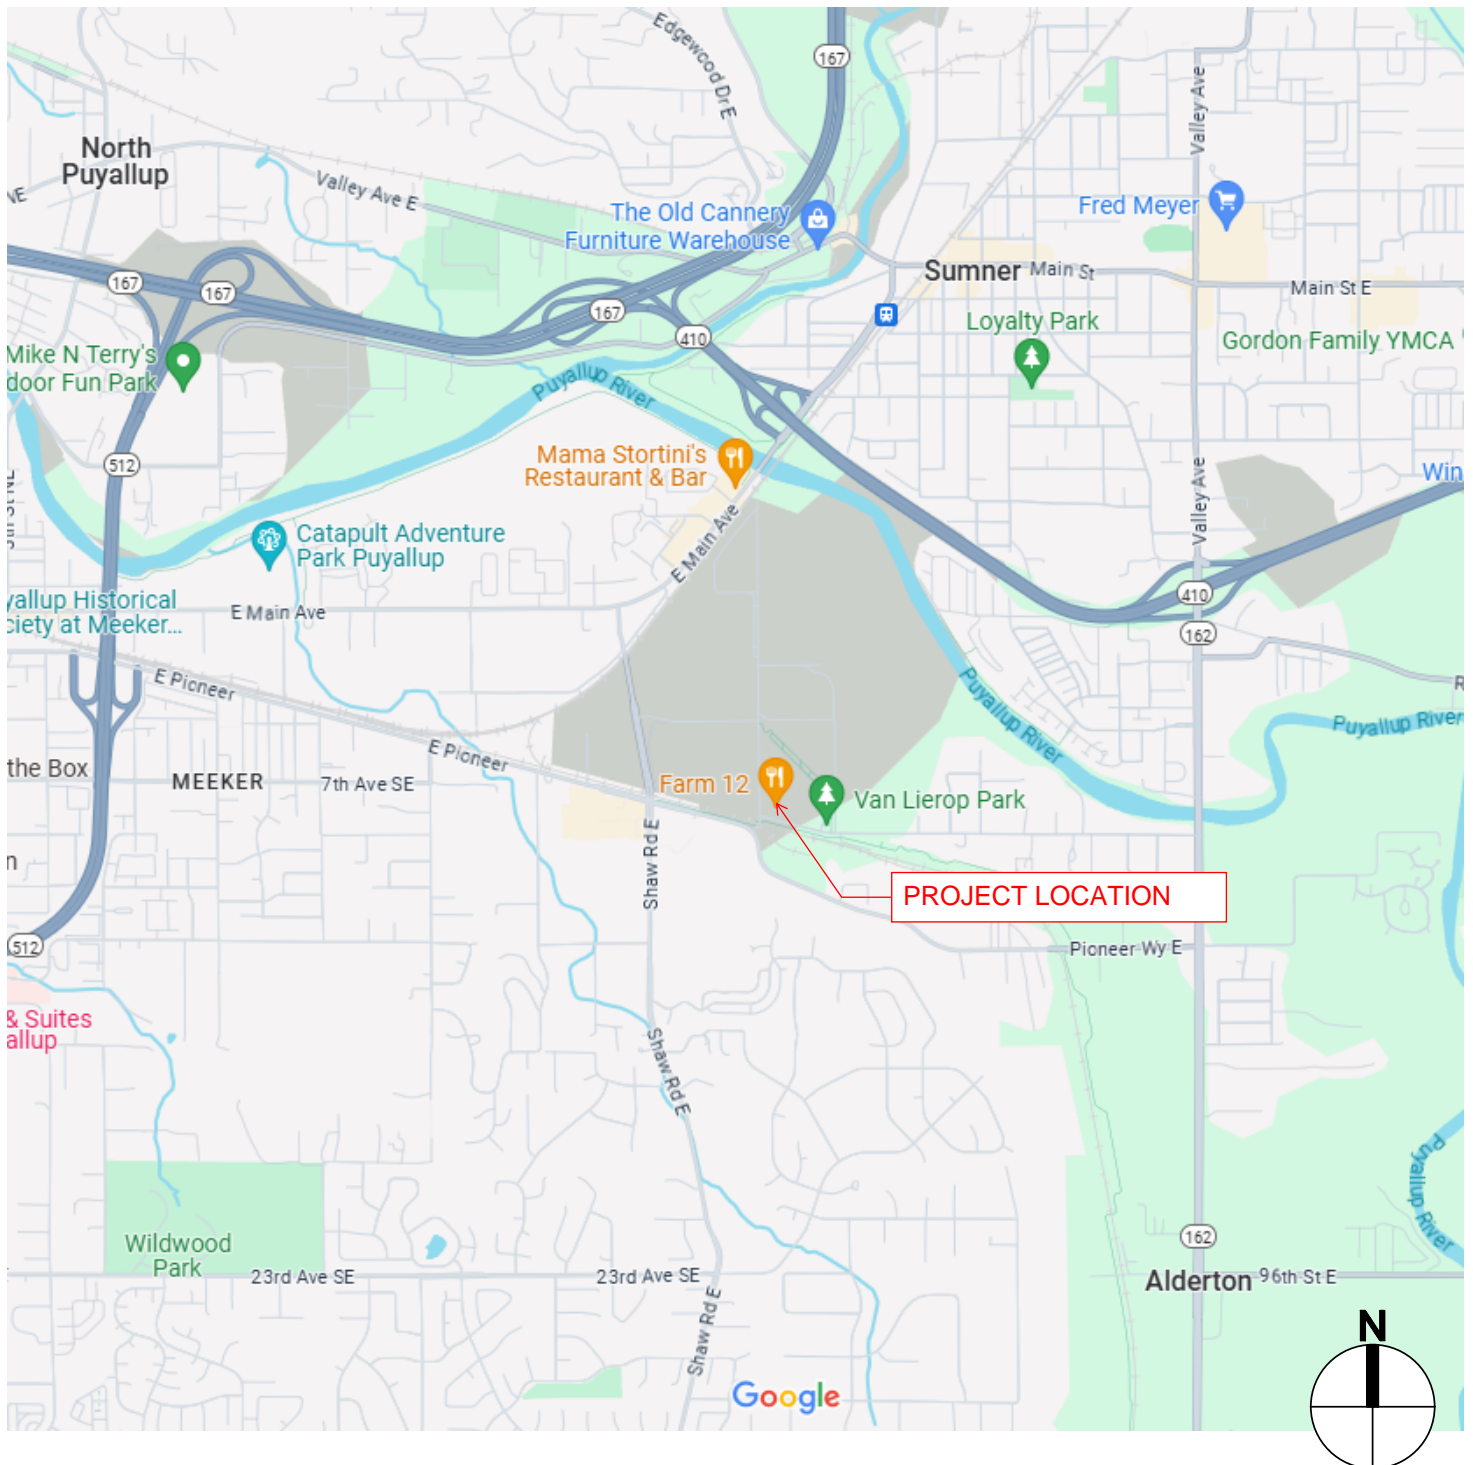 Edgewood Dr E
167
Valley Ave
North
Puyallup
Valley Ave E
NE
The Old Cannery
Furniture Warehouse
Fred Meyer
Sumner
Main St
Main St E
167
167
167
410
Loyalty Park
Gordon Family YMCA
Mike N Terry's
door Fun Park
Puyallup River
Mama Stortini's
Restaurant & Bar
512
Valley Ave
Win
Catapult Adventure
Park Puyallup
E Main Ave
yallup Historical
ciety at Meeker...
E Main Ave
410
162
E Pioneer
Puyallup River
R
Puyallup River
E Pioneer
the Box
MEEKER
7th Ave SE
Farm 12
Van Lierop Park
n
Shaw Rd E
PROJECT LOCATION
512
Pioneer Wy E
& Suites
allup
Shaw Rd E
Puyallup River
Wildwood
Park
162
23rd Ave SE
23rd Ave SE
Alderton
96th St E
Shaw Rd E
N
Google